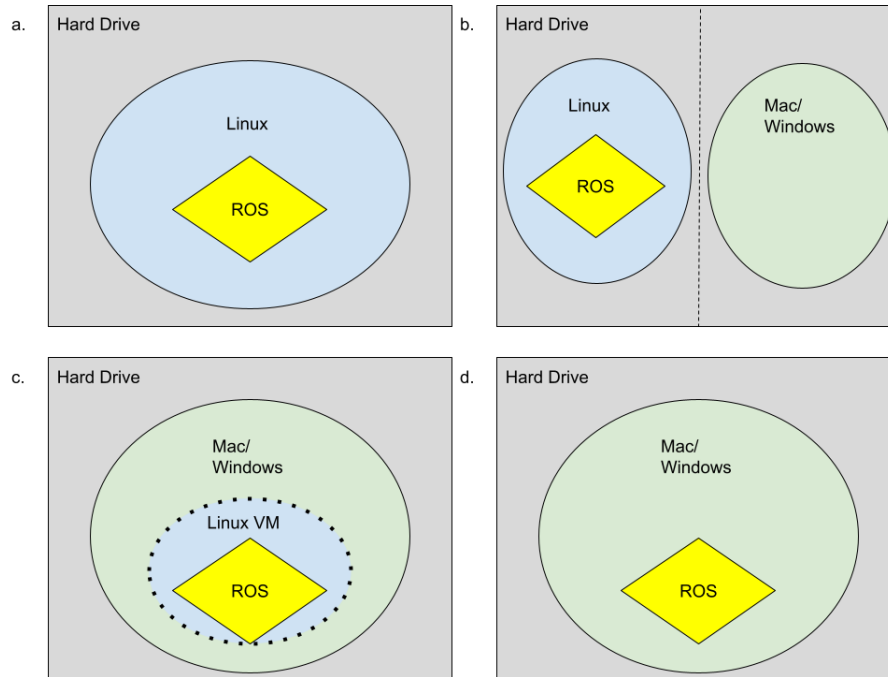 a.
Hard Drive
Linux
ROS
b.
Hard Drive
Linux
ROS
Mac/
Windows
c.
Hard Drive
Mac/
Windows
Linux VM
ROS
d.
Hard Drive
Mac/
Windows
ROS